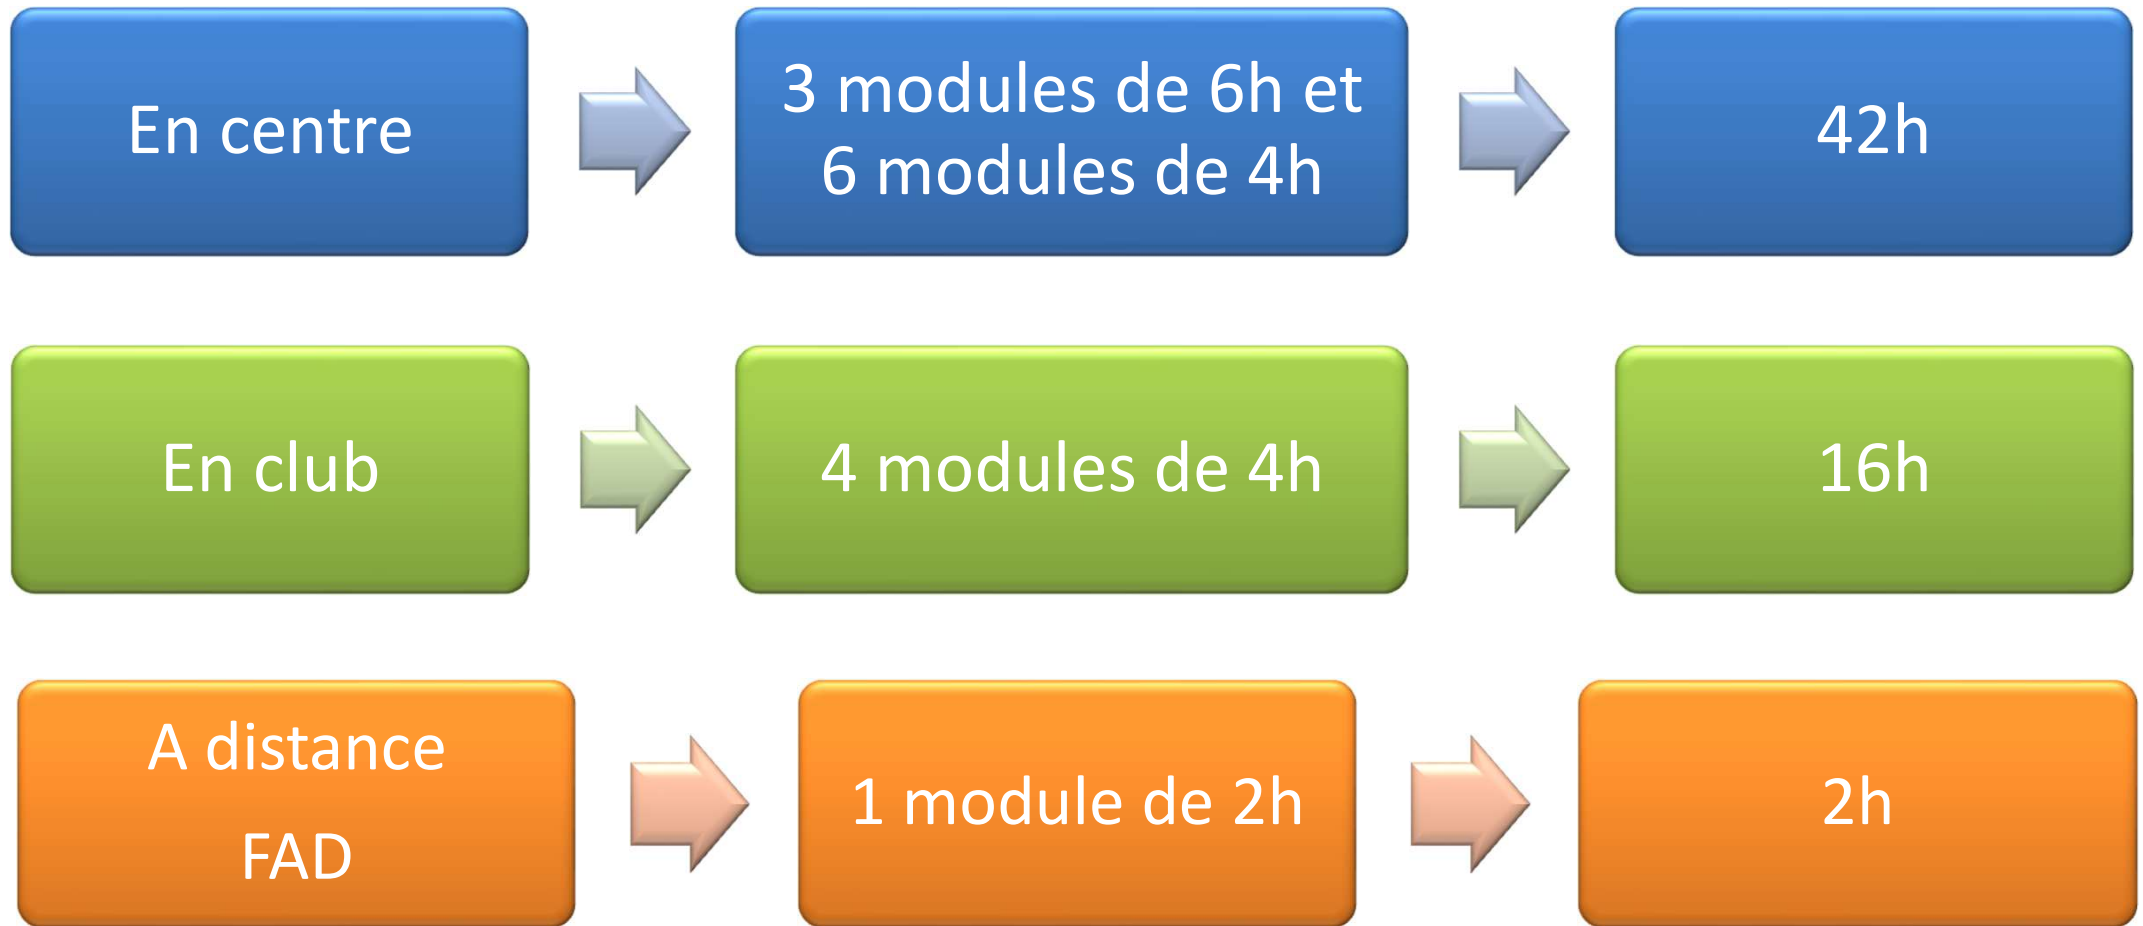 En centre
3 modules de 6h et
6 modules de 4h
42h
En club
4 modules de 4h
16h
A distance
FAD
1 module de 2h
2h